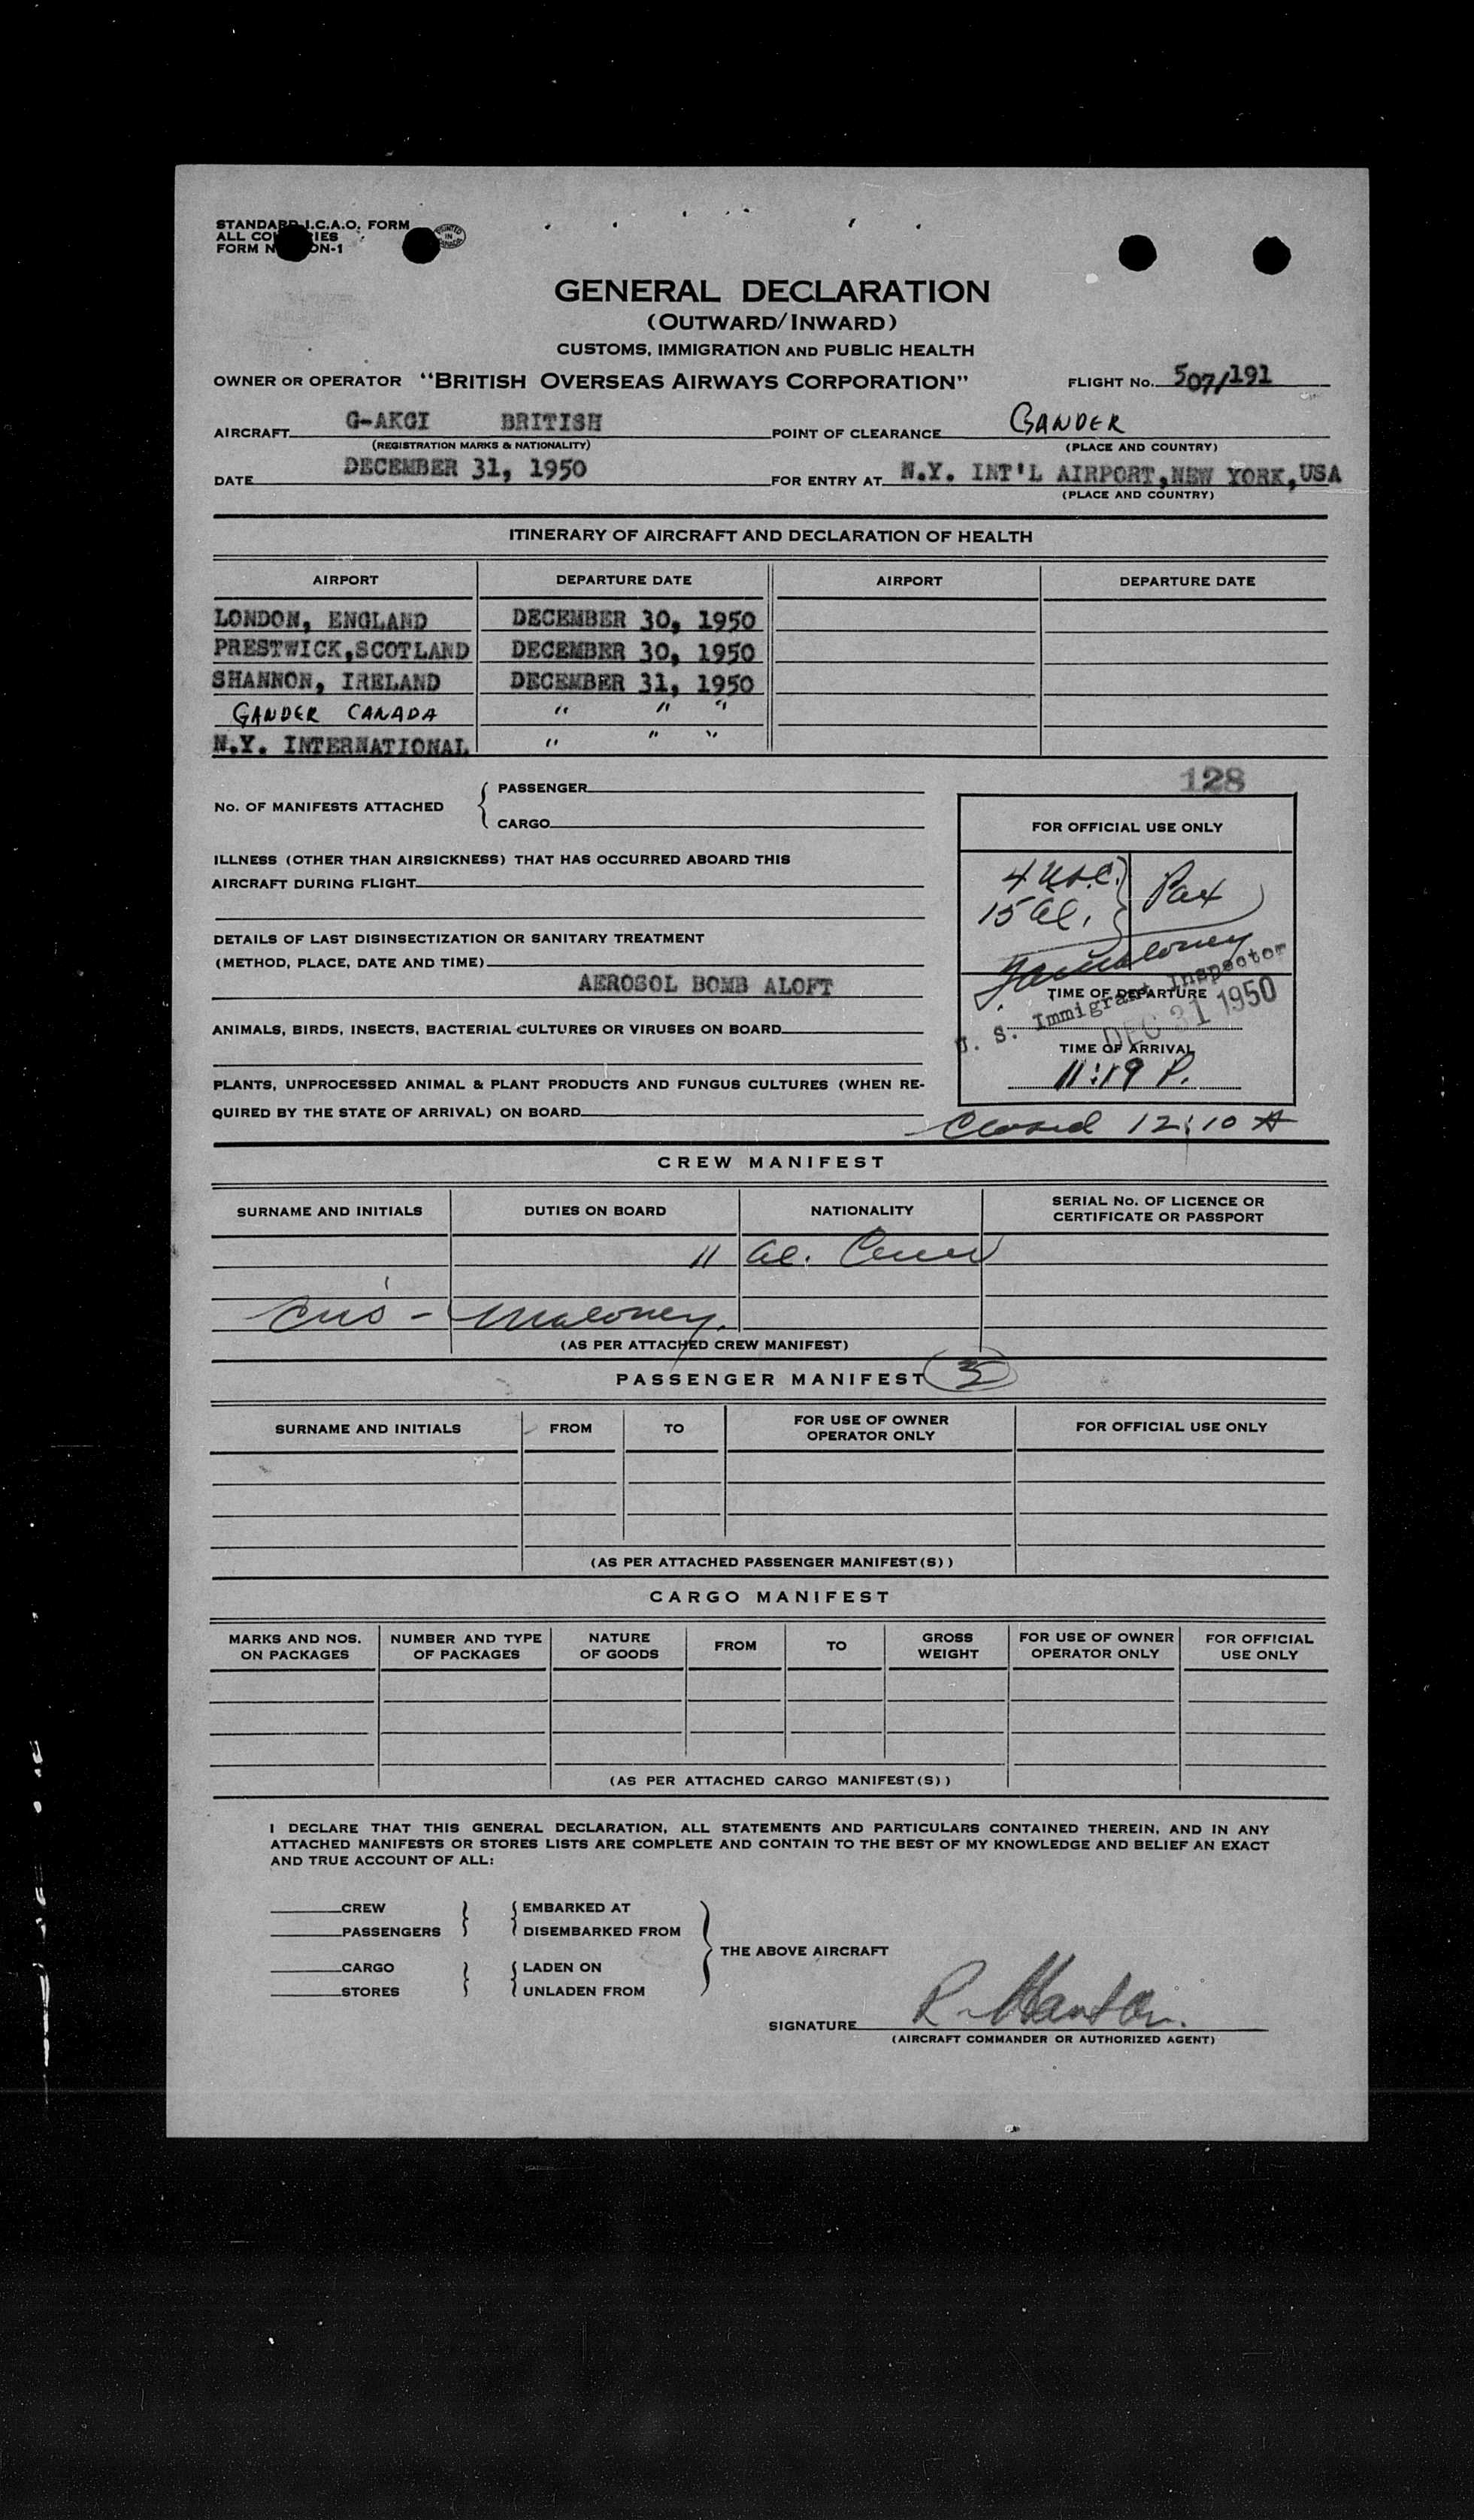 STANDARD I.C.A.O. FORM
ALL COUNTRIES
FORM N ON-1
PRINTED IN CANADA
GENERAL DECLARATION
(OUTWARD/INWARD)
CUSTOMS, IMMIGRATION AND PUBLIC HEALTH
OWNER OR OPERATOR "BRITISH OVERSEAS AIRWAYS CORPORATION" FLIGHT No. 507/191
AIRCRAFT G-AKGI BRITISH POINT OF CLEARANCE GANDER
(REGISTRATION MARKS & NATIONALITY) (PLACE AND COUNTRY)
DATE DECEMBER 31, 1950 FOR ENTRY AT N.Y. INT'L AIRPORT, NEW YORK, USA
(PLACE AND COUNTRY)
ITINERARY OF AIRCRAFT AND DECLARATION OF HEALTH
AIRPORT DEPARTURE DATE AIRPORT DEPARTURE DATE
LONDON, ENGLAND DECEMBER 30, 1950
PRESTWICK,SCOTLAND DECEMBER 30, 1950
SHANNON, IRELAND DECEMBER 31, 1950
GANDER CANADA " " "
N.Y. INTERNATIONAL " " "
128
No. OF MANIFESTS ATTACHED { PASSENGER
CARGO
FOR OFFICIAL USE ONLY
4 USC. } Pax
15 al.
Maloney
U. S. Immigrant Inspector
TIME OF DEPARTURE
DEC 31 1950
TIME OF ARRIVAL
11:19 P.
Closed 12:10 A
ILLNESS (OTHER THAN AIRSICKNESS) THAT HAS OCCURRED ABOARD THIS
AIRCRAFT DURING FLIGHT
DETAILS OF LAST DISINSECTIZATION OR SANITARY TREATMENT
(METHOD, PLACE, DATE AND TIME)
AEROSOL BOMB ALOFT
ANIMALS, BIRDS, INSECTS, BACTERIAL CULTURES OR VIRUSES ON BOARD
PLANTS, UNPROCESSED ANIMAL & PLANT PRODUCTS AND FUNGUS CULTURES (WHEN RE-
QUIRED BY THE STATE OF ARRIVAL) ON BOARD
CREW MANIFEST
SURNAME AND INITIALS DUTIES ON BOARD NATIONALITY SERIAL No. OF LICENCE OR
CERTIFICATE OR PASSPORT
11 al. Crew
Maloney.
(AS PER ATTACHED CREW MANIFEST)
PASSENGER MANIFEST
SURNAME AND INITIALS FROM TO FOR USE OF OWNER
OPERATOR ONLY FOR OFFICIAL USE ONLY
(AS PER ATTACHED PASSENGER MANIFEST(S))
CARGO MANIFEST
MARKS AND NOS.
ON PACKAGES NUMBER AND TYPE
OF PACKAGES NATURE
OF GOODS FROM TO GROSS
WEIGHT FOR USE OF OWNER
OPERATOR ONLY FOR OFFICIAL
USE ONLY
(AS PER ATTACHED CARGO MANIFEST(S))
I DECLARE THAT THIS GENERAL DECLARATION, ALL STATEMENTS AND PARTICULARS CONTAINED THEREIN, AND IN ANY
ATTACHED MANIFESTS OR STORES LISTS ARE COMPLETE AND CONTAIN TO THE BEST OF MY KNOWLEDGE AND BELIEF AN EXACT
AND TRUE ACCOUNT OF ALL:
CREW EMBARKED AT
PASSENGERS DISEMBARKED FROM
THE ABOVE AIRCRAFT
CARGO LADEN ON
STORES UNLADEN FROM
SIGNATURE
(AIRCRAFT COMMANDER OR AUTHORIZED AGENT)